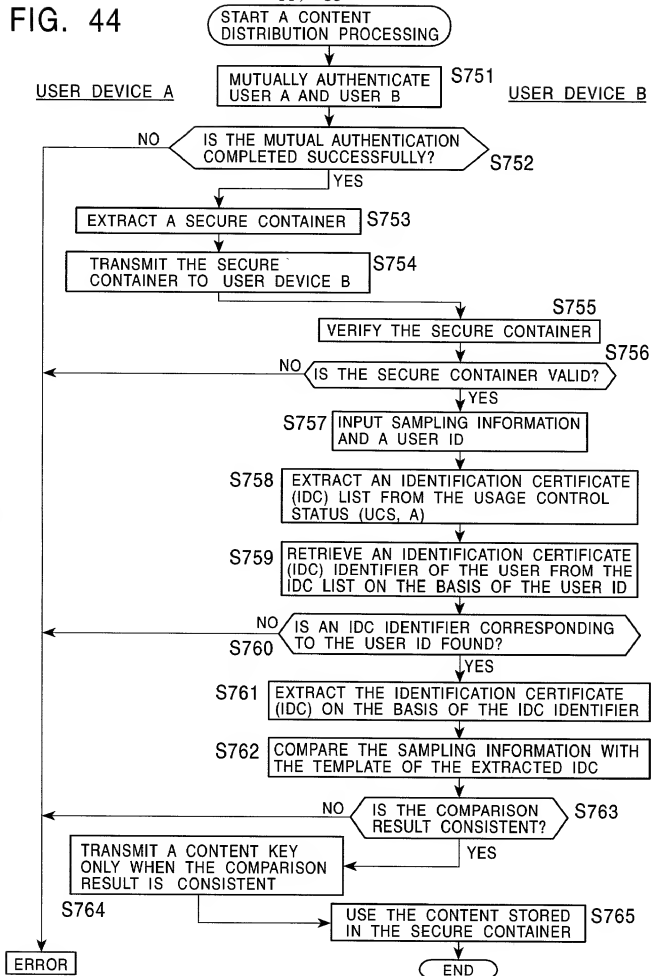 FIG. 44
START A CONTENT
DISTRIBUTION PROCESSING
MUTUALLY AUTHENTICATE
USER A AND USER B
S751
USER DEVICE A
USER DEVICE B
NO
IS THE MUTUAL AUTHENTICATION
COMPLETED SUCCESSFULLY?
S752
YES
EXTRACT A SECURE CONTAINER
S753
TRANSMIT THE SECURE
CONTAINER TO USER DEVICE B
S754
S755
VERIFY THE SECURE CONTAINER
S756
NO
IS THE SECURE CONTAINER VALID?
YES
S757
INPUT SAMPLING INFORMATION
AND A USER ID
S758
EXTRACT AN IDENTIFICATION CERTIFICATE
(IDC) LIST FROM THE USAGE CONTROL
STATUS (UCS, A)
S759
RETRIEVE AN IDENTIFICATION CERTIFICATE
(IDC) IDENTIFIER OF THE USER FROM THE
IDC LIST ON THE BASIS OF THE USER ID
NO
S760
IS AN IDC IDENTIFIER CORRESPONDING
TO THE USER ID FOUND?
YES
S761
EXTRACT THE IDENTIFICATION CERTIFICATE
(IDC) ON THE BASIS OF THE IDC IDENTIFIER
S762
COMPARE THE SAMPLING INFORMATION WITH
THE TEMPLATE OF THE EXTRACTED IDC
NO
IS THE COMPARISON
RESULT CONSISTENT?
S763
YES
TRANSMIT A CONTENT KEY
ONLY WHEN THE COMPARISON
RESULT IS CONSISTENT
S764
USE THE CONTENT STORED
IN THE SECURE CONTAINER
S765
ERROR
END